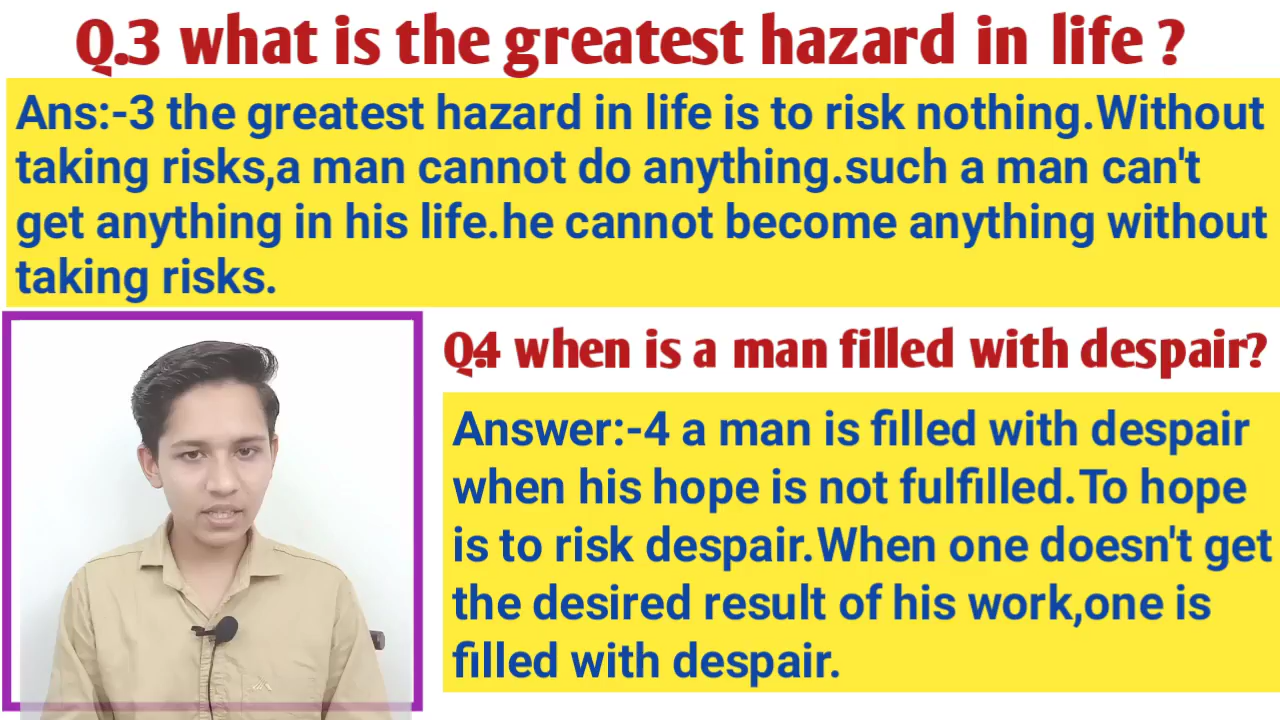 Q.3 what is the greatest hazard in life ?
Ans:-3 the greatest hazard in life is to risk nothing.Without
taking risks,a man cannot do anything.such a man can't
get anything in his life.he cannot become anything without
taking risks.
Q4 when is a man filled with despair?
Answer:-4 a man is filled with despair
when his hope is not fulfilled.To hope
is to risk despair.When one doesn't get
the desired result of his work,one is
filled with despair.